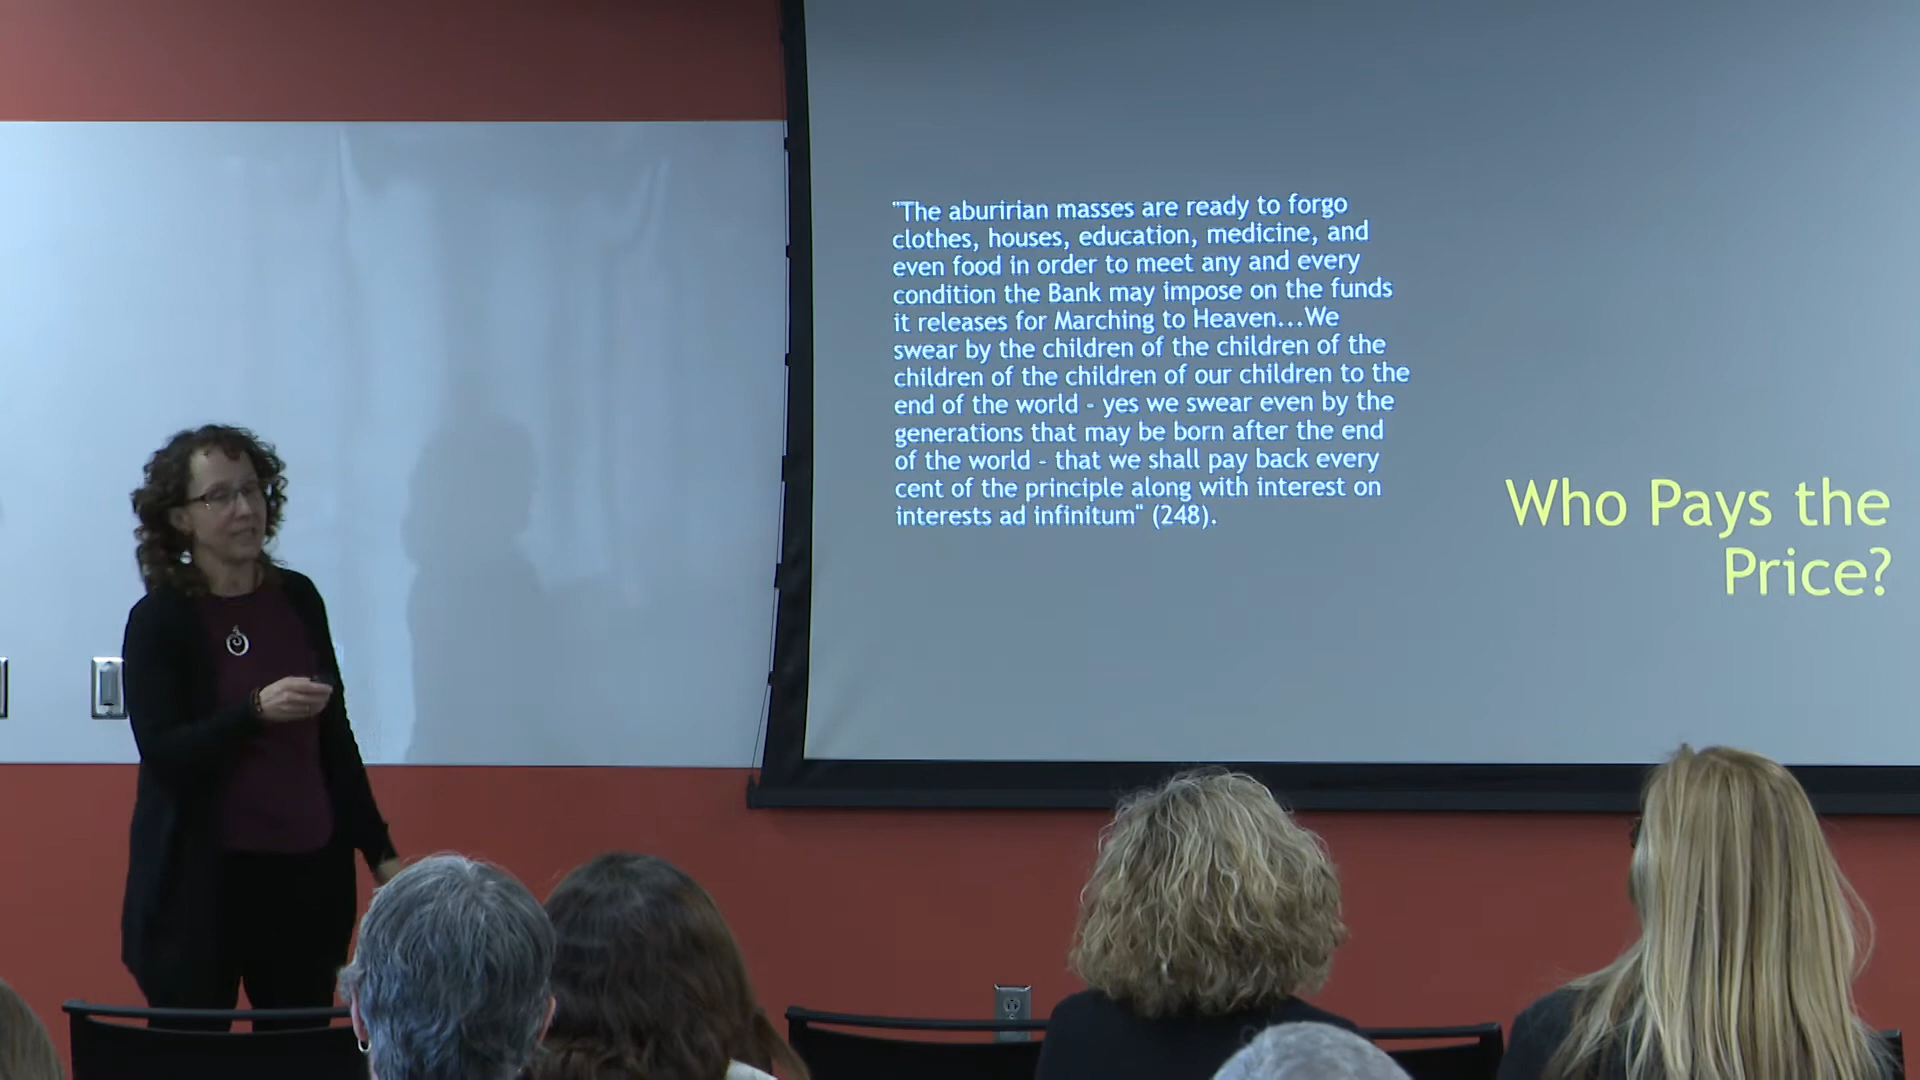 "The aburirian masses are ready to forgo
clothes, houses, education, medicine, and
even food in order to meet any and every
condition the Bank may impose on the funds
it releases for Marching to Heaven...We
swear by the children of the children of the
children of the children of our children to the
end of the world - yes we swear even by the
generations that may be born after the end
of the world - that we shall pay back every
cent of the principle along with interest on
interests ad infinitum" (248).
Who Pays the
Price?